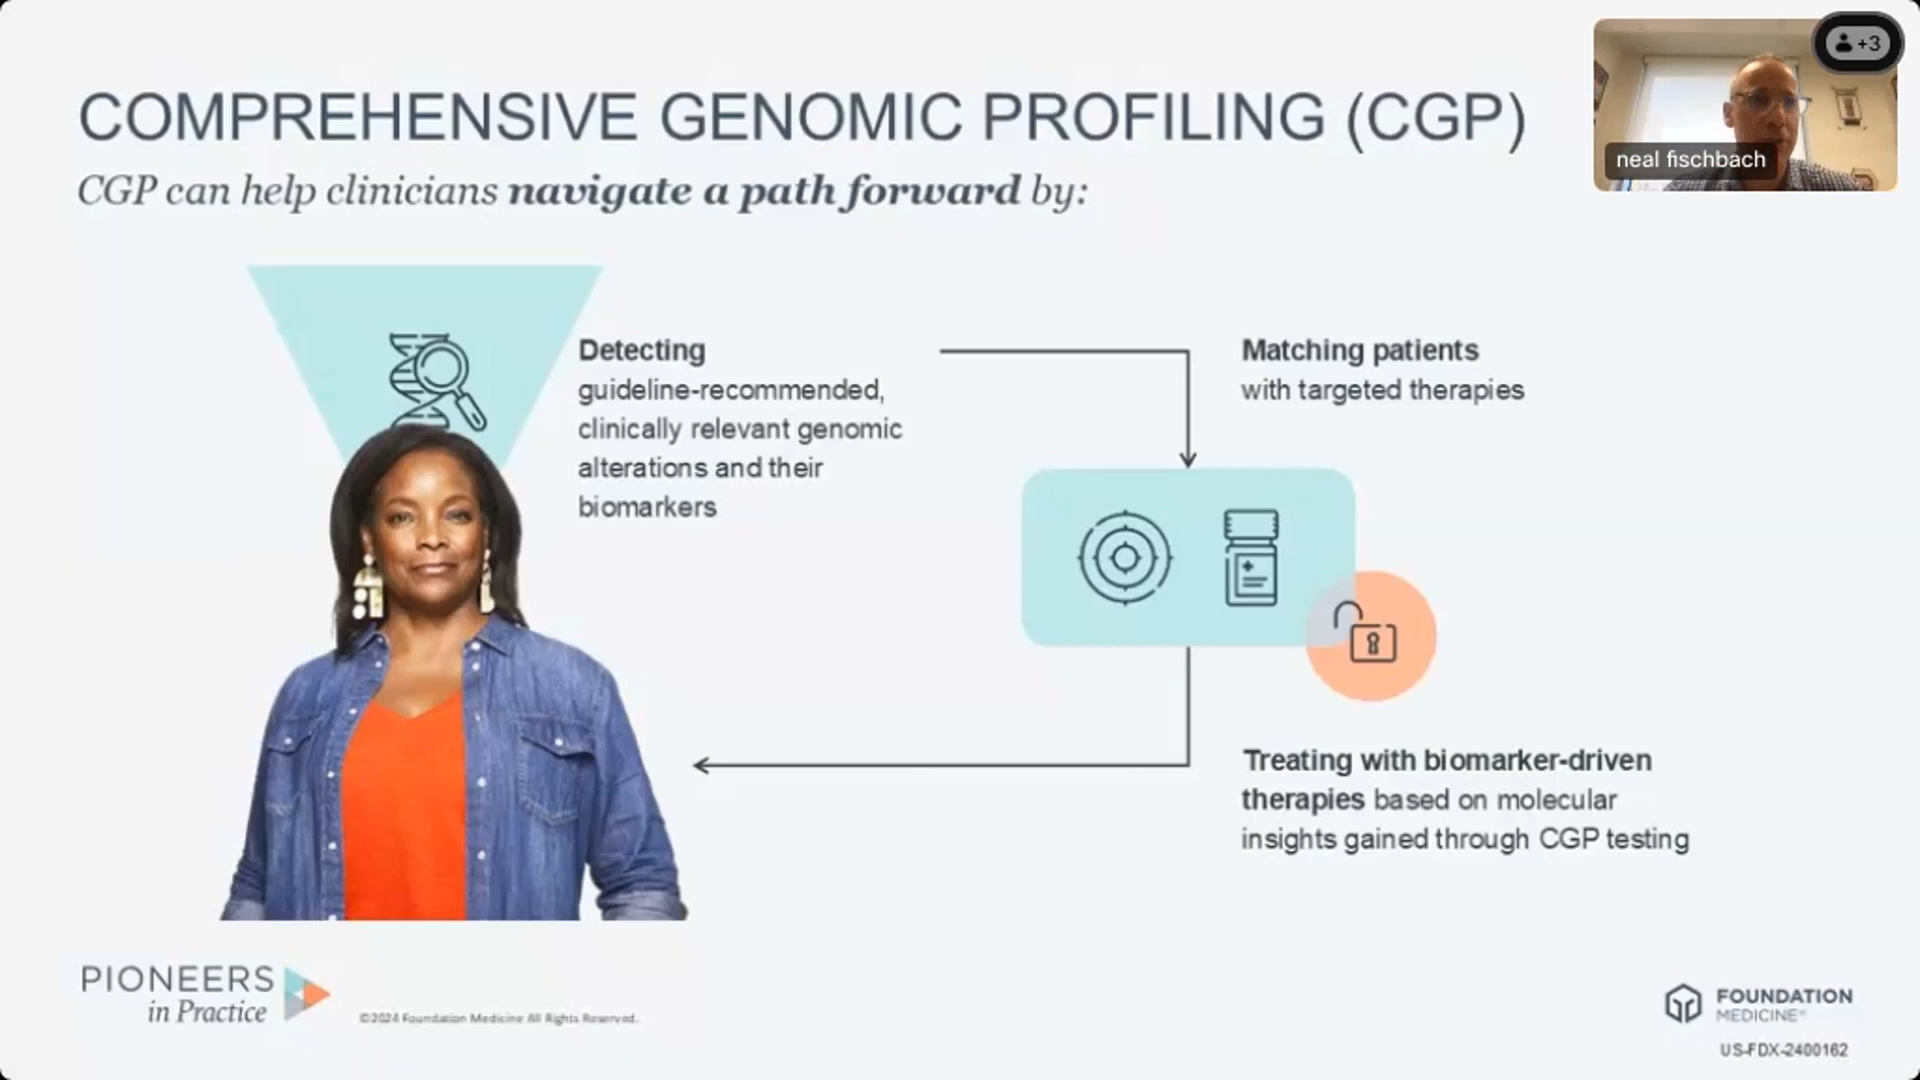 COMPREHENSIVE GENOMIC PROFILING (CGP)
CGP can help clinicians navigate a path forward by:
+3
neal fischbach
Detecting
guideline-recommended,
clinically relevant genomic
alterations and their
biomarkers
Matching patients
with targeted therapies
Treating with biomarker-driven
therapies based on molecular
insights gained through CGP testing
PIONEERS
in Practice
©2024 Foundation Medicine All Rights Reserved.
FOUNDATION
MEDICINE®
US-FDX-2400162